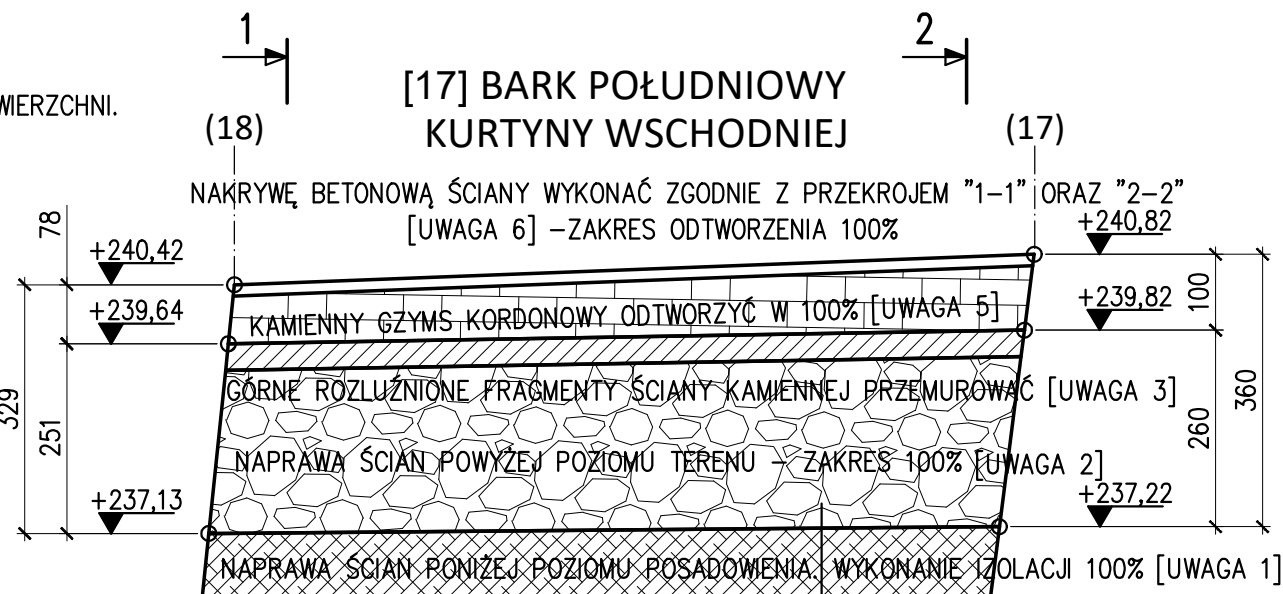 1
2
[17] BARK POŁUDNIOWY
KURTYNY WSCHODNIEJ
WIERZCHNI.
(18)
(17)
NAKRYWĘ BETONOWĄ ŚCIANY WYKONAĆ ZGODNIE Z PRZEKROJEM "1-1" ORAZ "2-2"
[UWAGA 6] -ZAKRES ODTWORZENIA 100%
78
+240,42
+240,82
+239,64
+239,82
100
KAMIENNY GZYMS KORDONOWY ODTWORZYĆ W 100% [UWAGA 5]
GÓRNE ROZLUŹNIONE FRAGMENTY ŚCIANY KAMIENNEJ PRZEMUROWAĆ [UWAGA 3]
329
251
260
360
NAPRAWA ŚCIAN POWYŻEJ POZIOMU TERENU - ZAKRES 100% [UWAGA 2]
+237,13
+237,22
NAPRAWA ŚCIAN PONIŻEJ POZIOMU POSADOWIENIA. WYKONANIE IZOLACJI 100% [UWAGA 1]